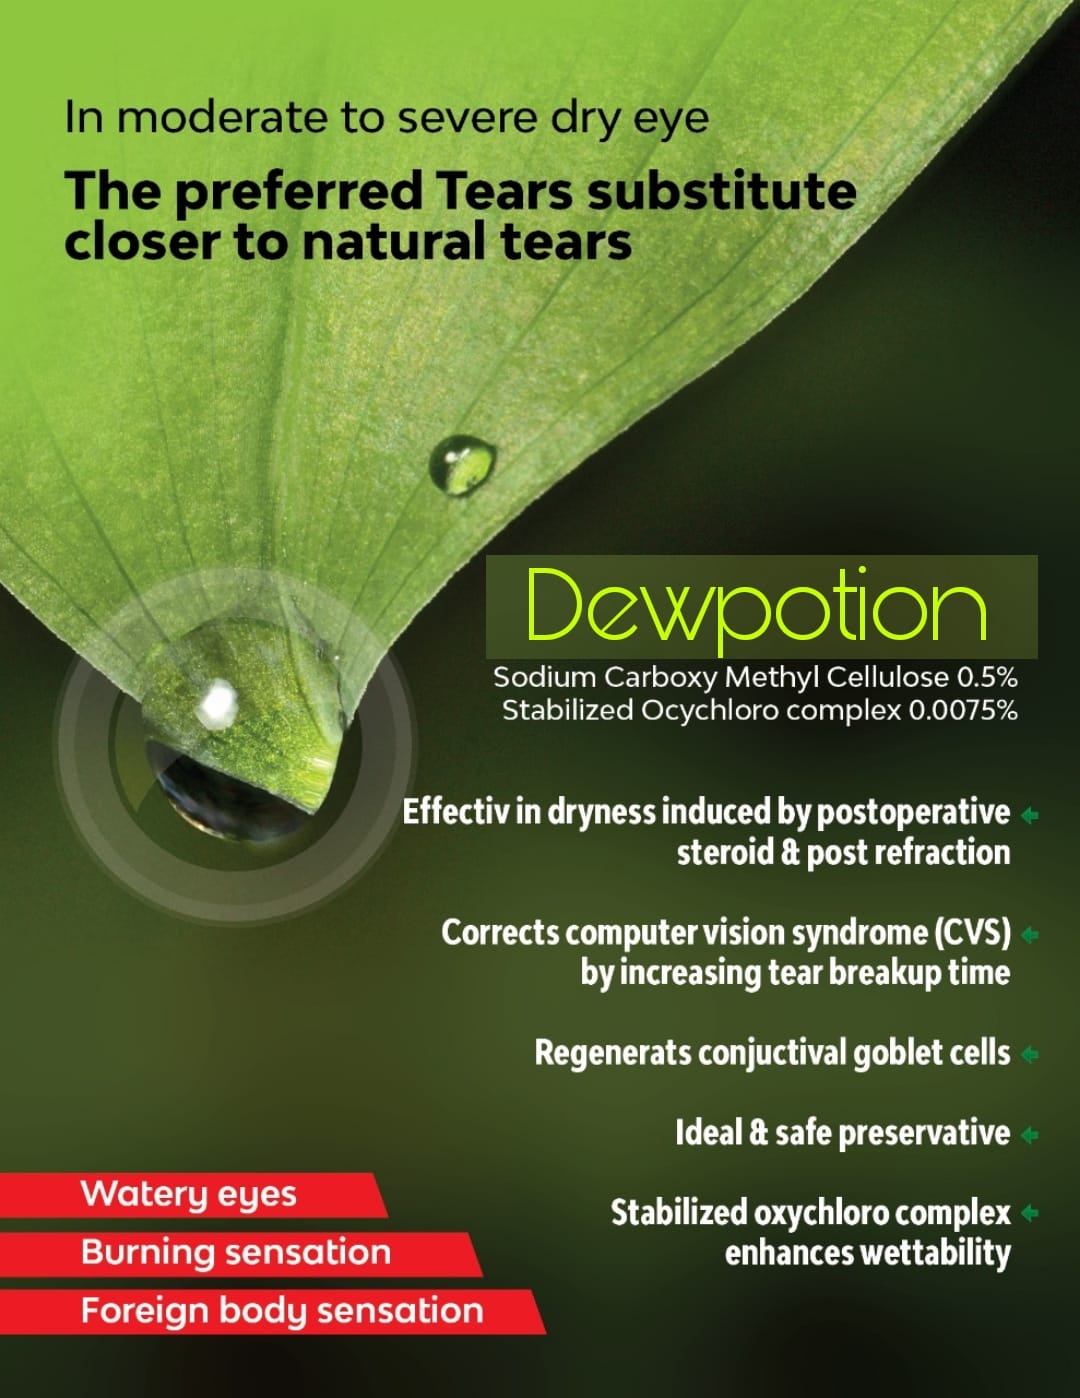 In moderate to severe dry eye
The preferred Tears substitute
closer to natural tears
Dewpotion
Sodium Carboxy Methyl Cellulose 0.5%
Stabilized Ocychloro complex 0.0075%
Effectiv in dryness induced by postoperative
steroid & post refraction
Corrects computer vision syndrome (CVS)
by increasing tear breakup time
Regenerats conjuctival goblet cells
Ideal & safe preservative
Stabilized oxychloro complex
enhances wettability
Watery eyes
Burning sensation
Foreign body sensation